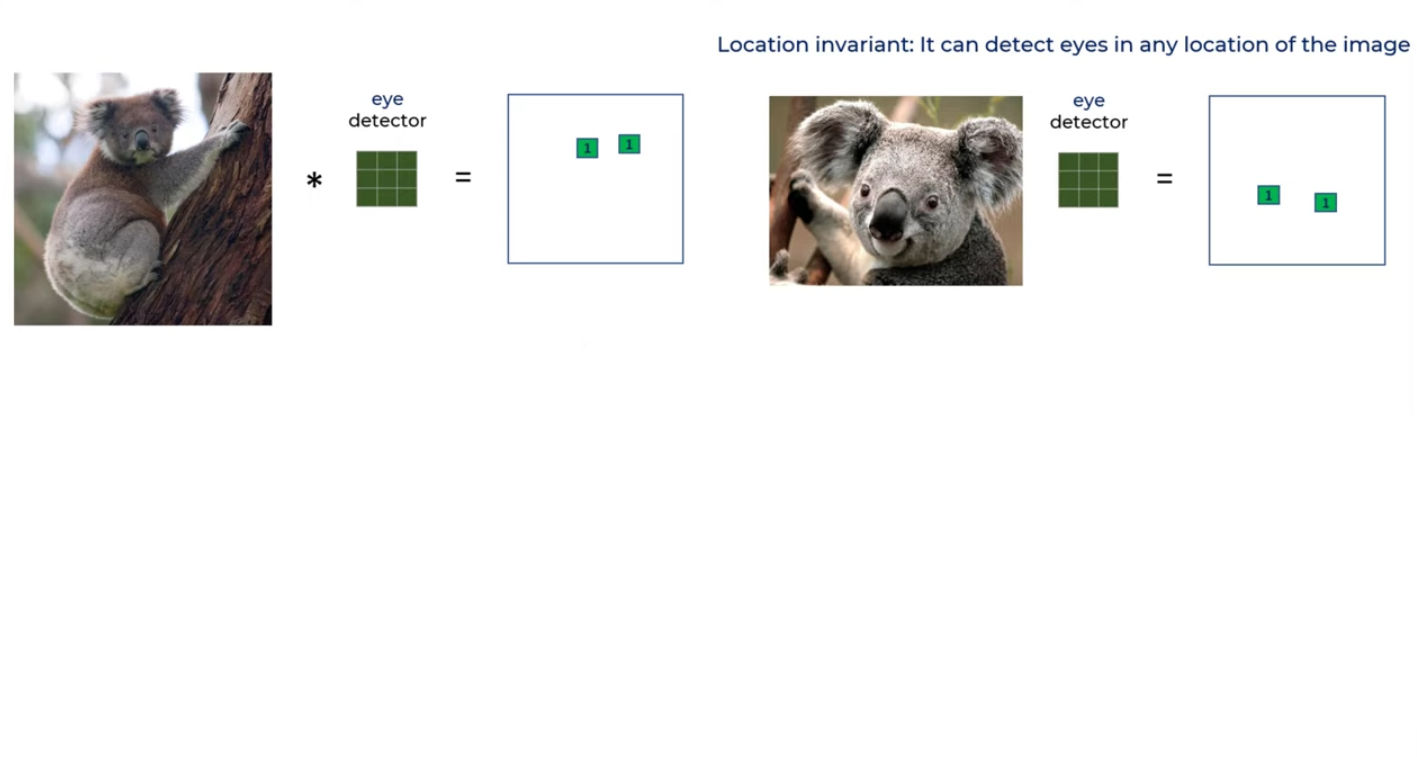 Location invariant: It can detect eyes in any location of the image
eye
detector
*
=
1
1
eye
detector
=
1
1